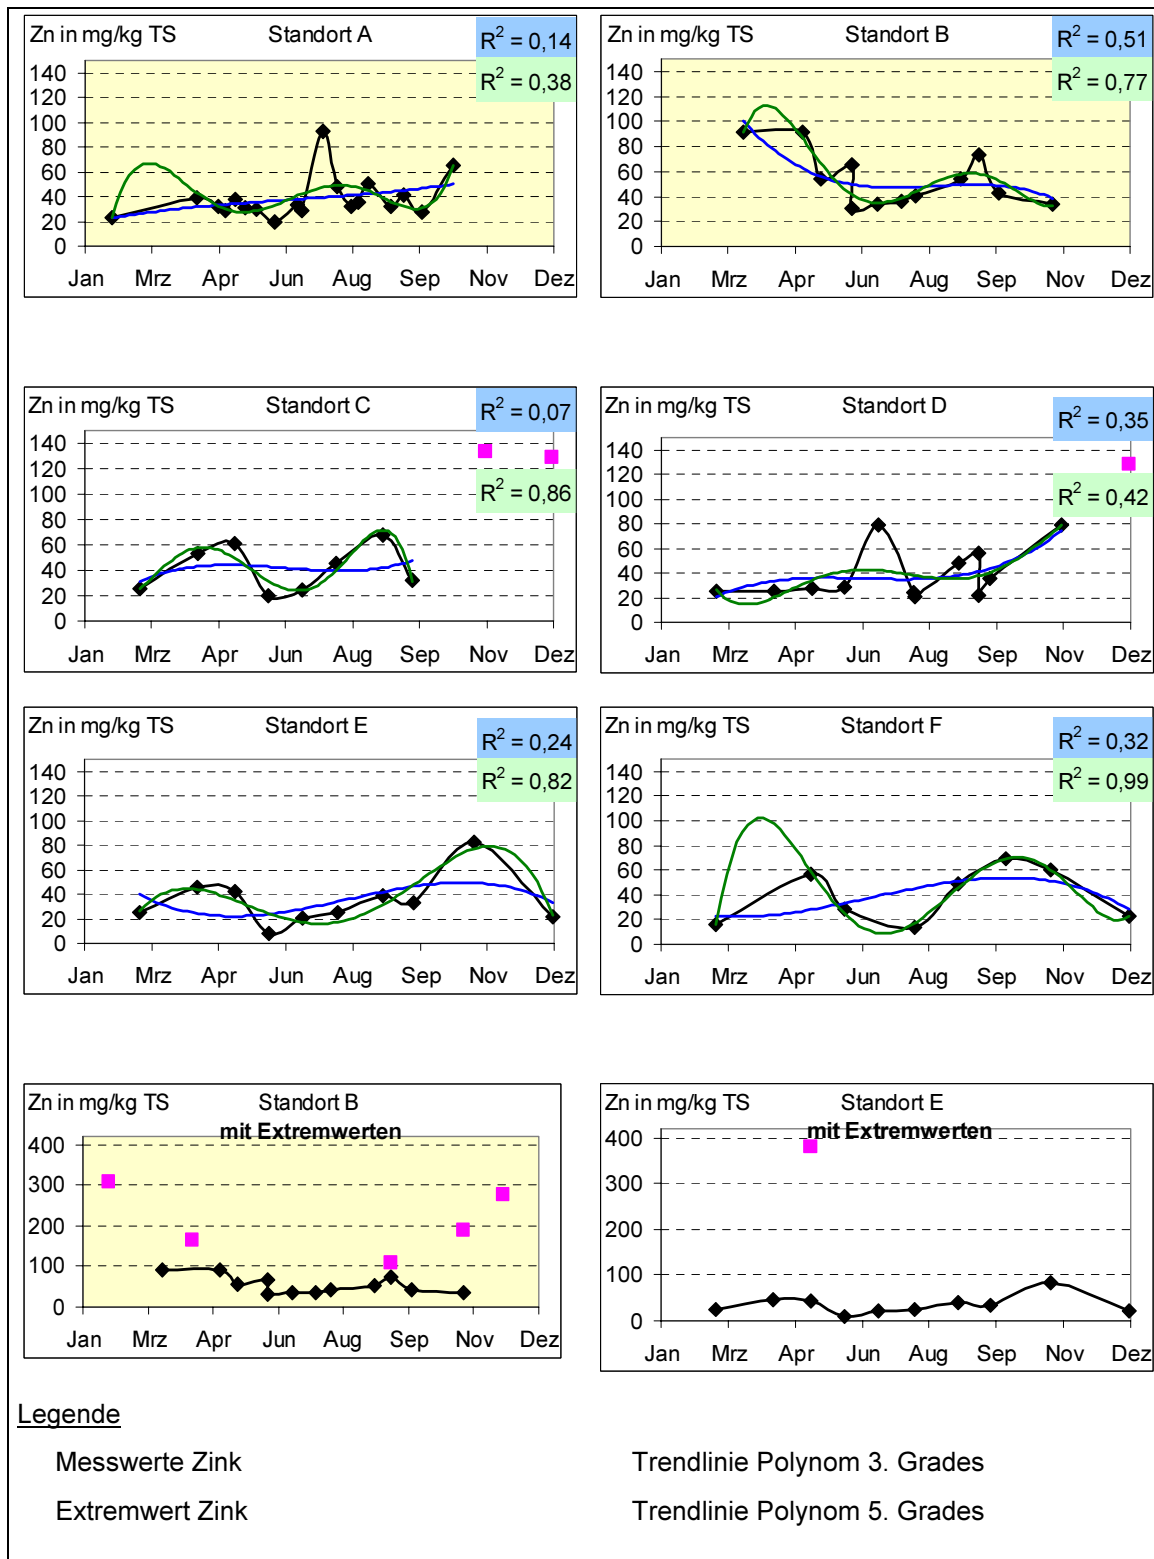 Zn in mg/kg TS Standort A R² = 0,14
R² = 0,38
140
120
100
80
60
40
20
0
Jan Mrz Apr Jun Aug Sep Nov Dez
Zn in mg/kg TS Standort B R² = 0,51
R² = 0,77
140
120
100
80
60
40
20
0
Jan Mrz Apr Jun Aug Sep Nov Dez
Zn in mg/kg TS Standort C R² = 0,07
R² = 0,86
140
120
100
80
60
40
20
0
Jan Mrz Apr Jun Aug Sep Nov Dez
Zn in mg/kg TS Standort D R² = 0,35
R² = 0,42
140
120
100
80
60
40
20
0
Jan Mrz Apr Jun Aug Sep Nov Dez
Zn in mg/kg TS Standort E R² = 0,24
R² = 0,82
140
120
100
80
60
40
20
0
Jan Mrz Apr Jun Aug Sep Nov Dez
Zn in mg/kg TS Standort F R² = 0,32
R² = 0,99
140
120
100
80
60
40
20
0
Jan Mrz Apr Jun Aug Sep Nov Dez
Zn in mg/kg TS Standort B
mit Extremwerten
400
300
200
100
0
Jan Mrz Apr Jun Aug Sep Nov Dez
Zn in mg/kg TS Standort E
mit Extremwerten
400
300
200
100
0
Jan Mrz Apr Jun Aug Sep Nov Dez
Legende
Messwerte Zink Trendlinie Polynom 3. Grades
Extremwert Zink Trendlinie Polynom 5. Grades